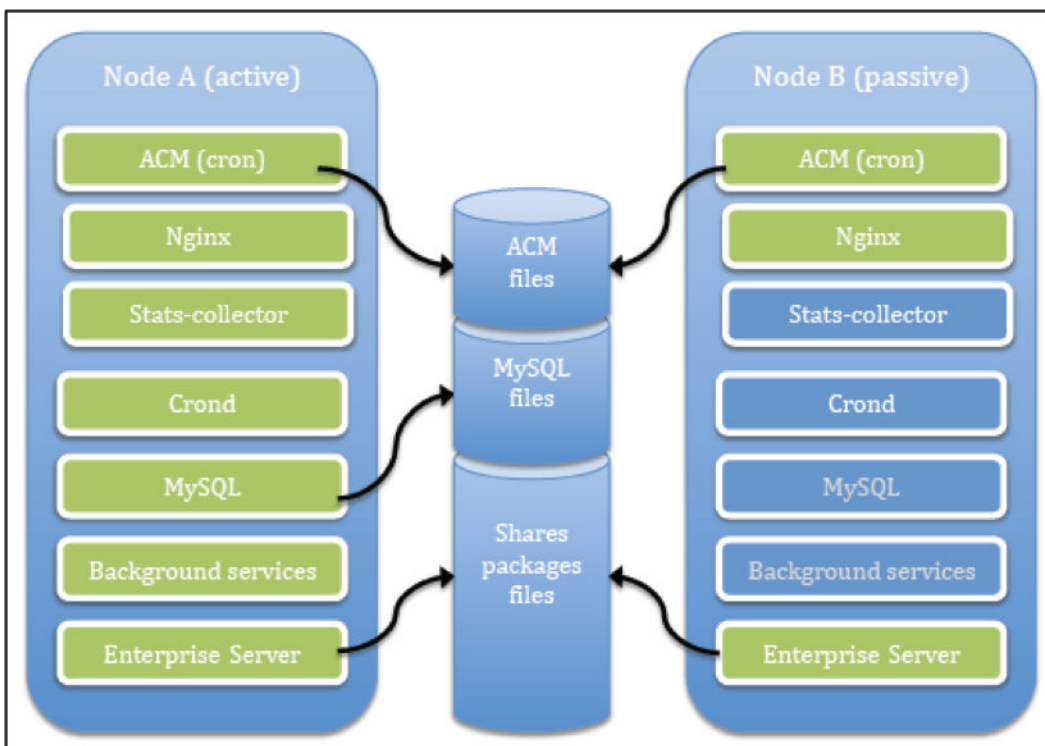 Node A (active)
ACM (cron)
Nginx
Stats-collector
Crond
MySQL
Background services
Enterprise Server
ACM
files
MySQL
files
Shares
packages
files
Node B (passive)
ACM (cron)
Nginx
Stats-collector
Crond
MySQL
Background services
Enterprise Server